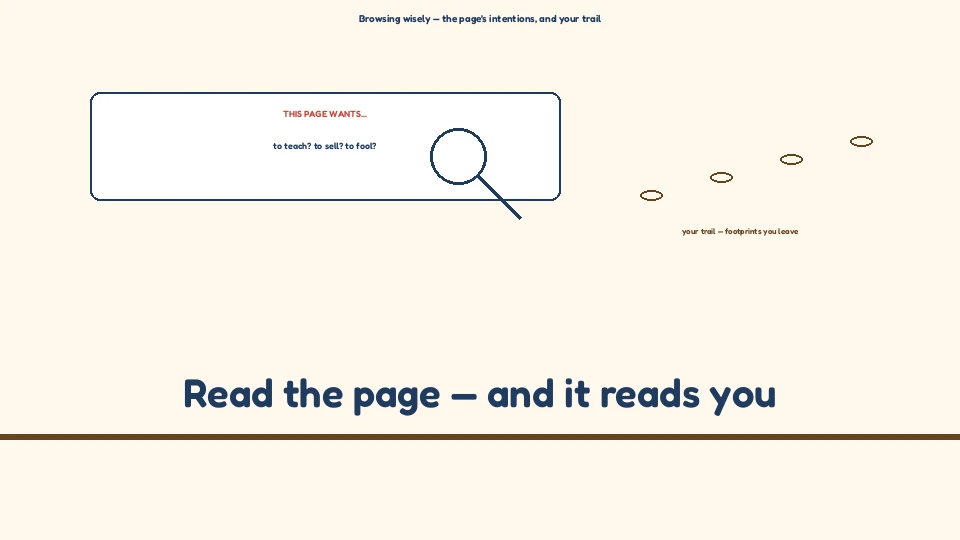 Browsing wisely — the page's intentions, and your trail
THIS PAGE WANTS...
to teach? to sell? to fool?
your trail — footprints you leave
Read the page — and it reads you